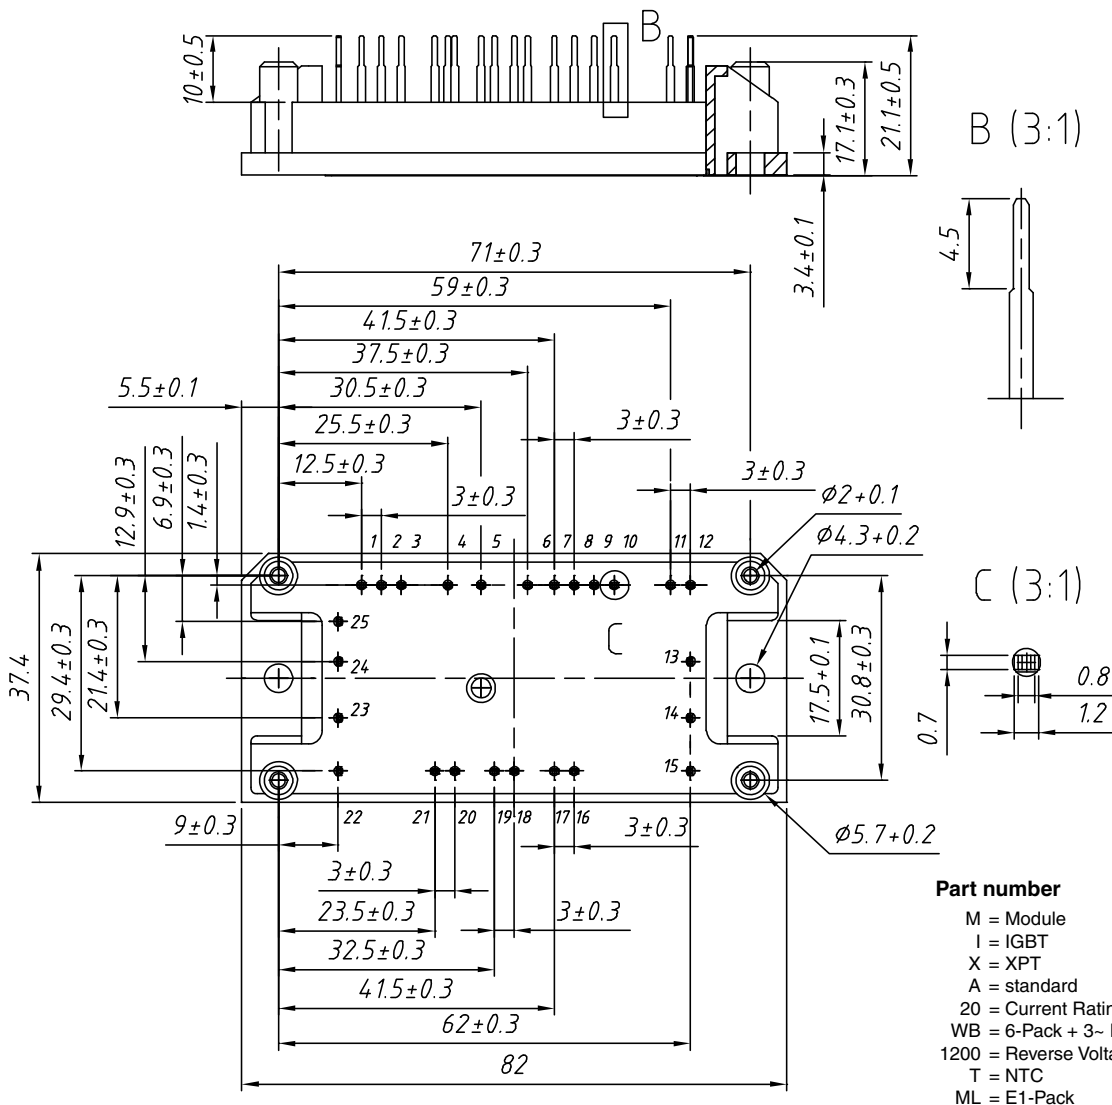 B
10±0.5
17.1±0.3
21.1±0.5
3.4±0.1
B (3:1)
4.5
71±0.3
59±0.3
41.5±0.3
37.5±0.3
5.5±0.1
30.5±0.3
25.5±0.3
3±0.3
12.5±0.3
3±0.3
3±0.3
12.9±0.3
6.9±0.3
1.4±0.3
Ø2+0.1
Ø4.3+0.2
1 2 3 4 5 6 7 8 9 10 11 12
C (3:1)
25
C
24
13
37.4
29.4±0.3
21.4±0.3
17.5+0.1
30.8±0.3
0.7
0.8
1.2
23
14
15
22 21 20 19 18 17 16
9±0.3
3±0.3
Ø5.7+0.2
3±0.3
23.5±0.3
3±0.3
32.5±0.3
41.5±0.3
62±0.3
82
Part number
M = Module
I = IGBT
X = XPT
A = standard
20 = Current
WB = 6-Pack + 3~
1200 = Reverse
T = NTC
ML = E1-Pack